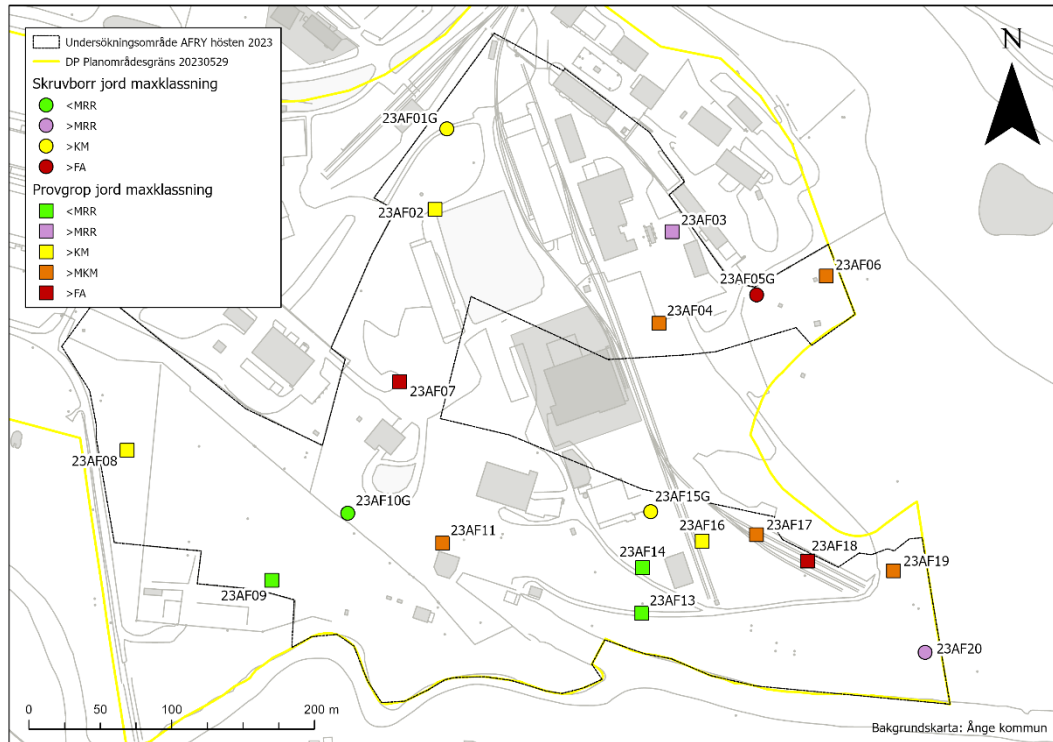 Undersökningsområde AFRY hösten 2023
DP Planområdesgräns 20230529
Skruvborr jord maxklassning
<MRR
>MRR
>KM
>FA
Provgrop jord maxklassning
<MRR
>MRR
>KM
>MKM
>FA
N
23AF01G
23AF02
23AF03
23AF06
23AF05G
23AF04
23AF07
23AF08
23AF10G
23AF15G
23AF11
23AF16
23AF17
23AF14
23AF18
23AF19
23AF09
23AF13
23AF20
0 50 100 200 m
Bakgrundskarta: Ånge kommun